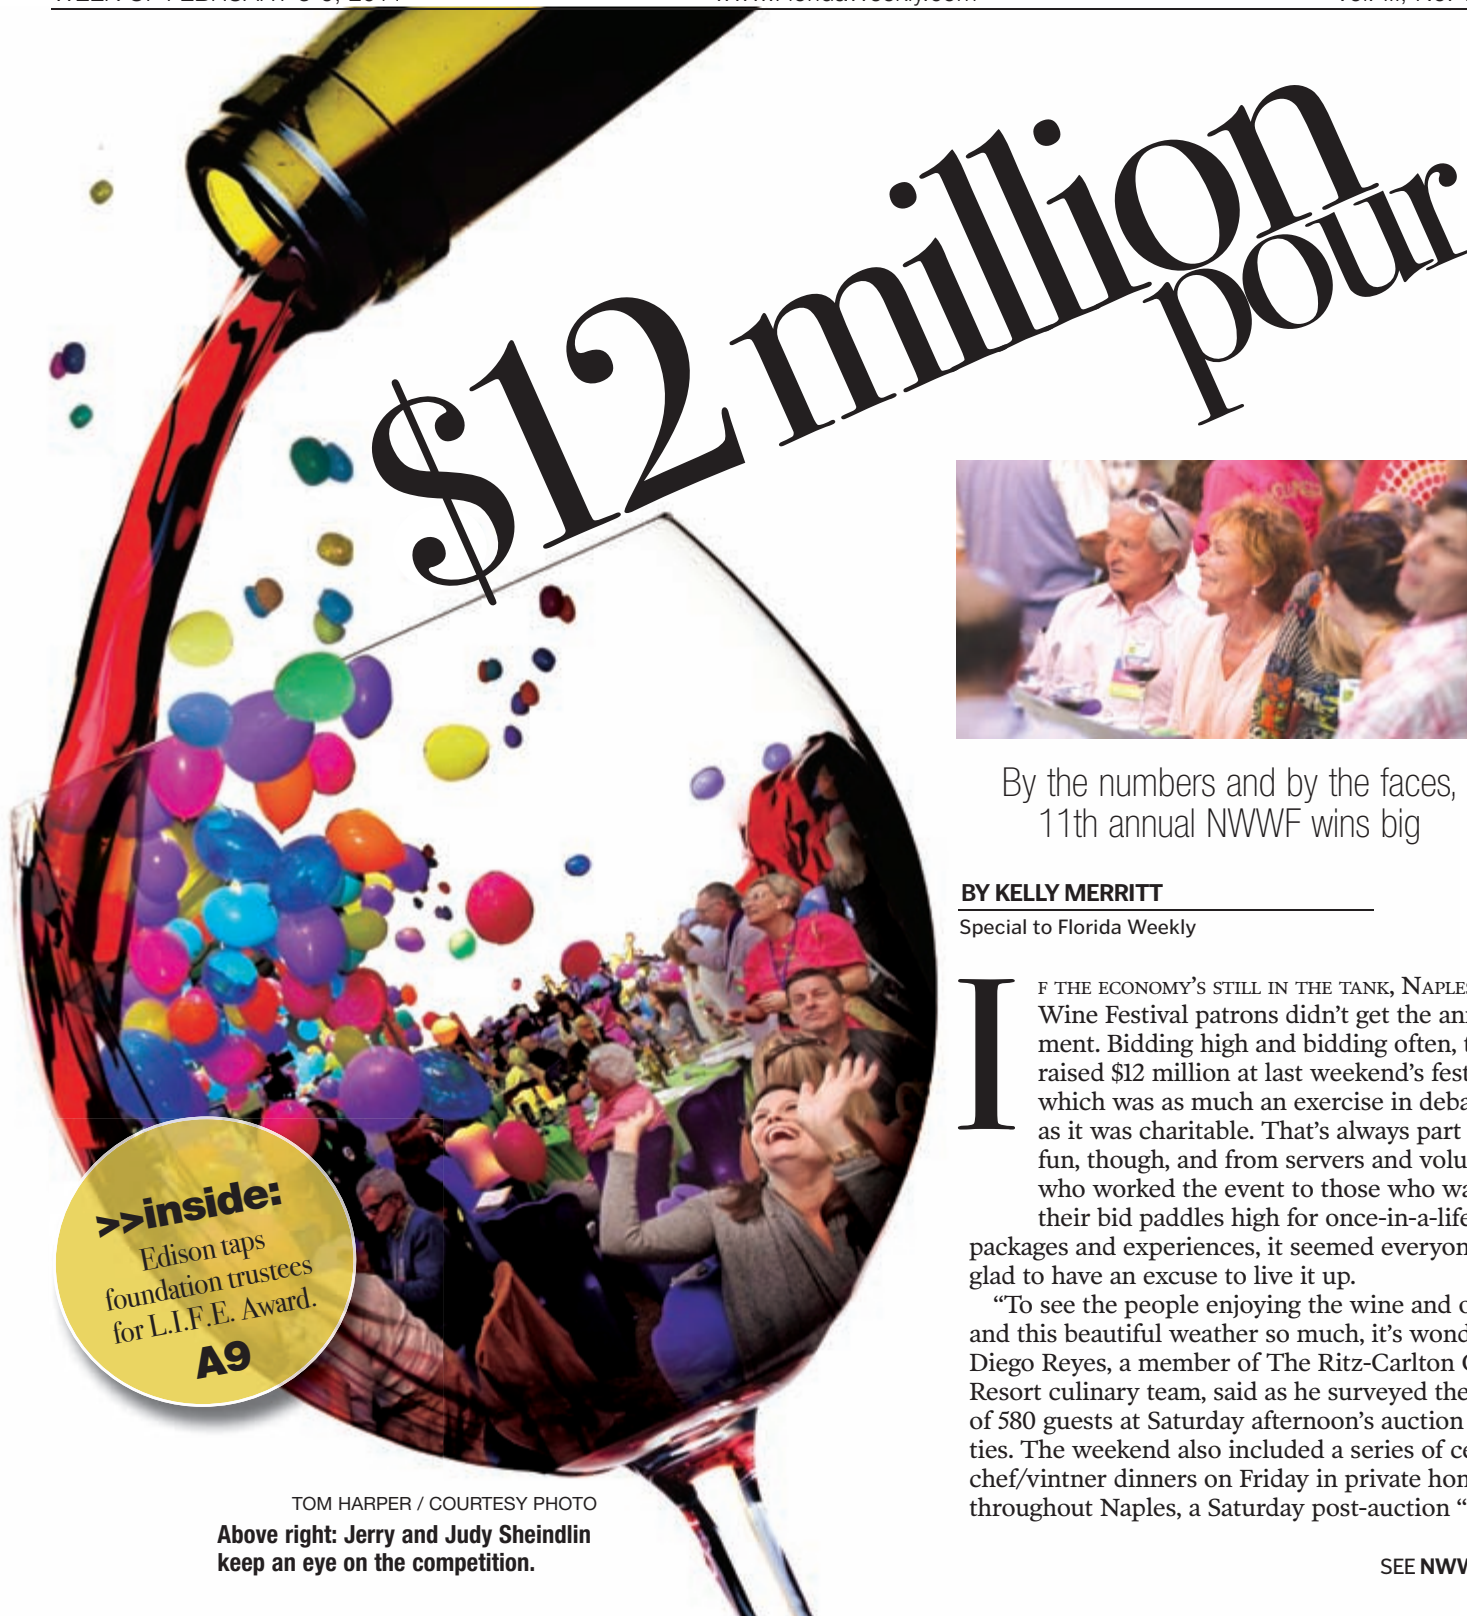 $12 million
pour
By the numbers and by the faces,
11th annual NWWF wins big
BY KELLY MERRITT
Special to Florida Weekly
IF THE ECONOMY’S STILL IN THE TANK, NAPLES
Wine Festival patrons didn’t get the
ment. Bidding high and bidding often,
raised $12 million at last weekend’s
which was as much an exercise in
as it was charitable. That’s always part
fun, though, and from servers and
who worked the event to those who
their bid paddles high for once-in-a-life
packages and experiences, it seemed
glad to have an excuse to live it up.
“To see the people enjoying the wine and
and this beautiful weather so much, it’s
Diego Reyes, a member of The Ritz-Carlton
Resort culinary team, said as he surveyed the
of 580 guests at Saturday afternoon’s auction
ties. The weekend also included a series of
chef/vintner dinners on Friday in private
throughout Naples, a Saturday post-auction “
SEE
>>inside:
Edison taps
foundation trustees
for L.I.F.E. Award.
A9
TOM HARPER / COURTESY PHOTO
Above right: Jerry and Judy Sheindlin
keep an eye on the competition.